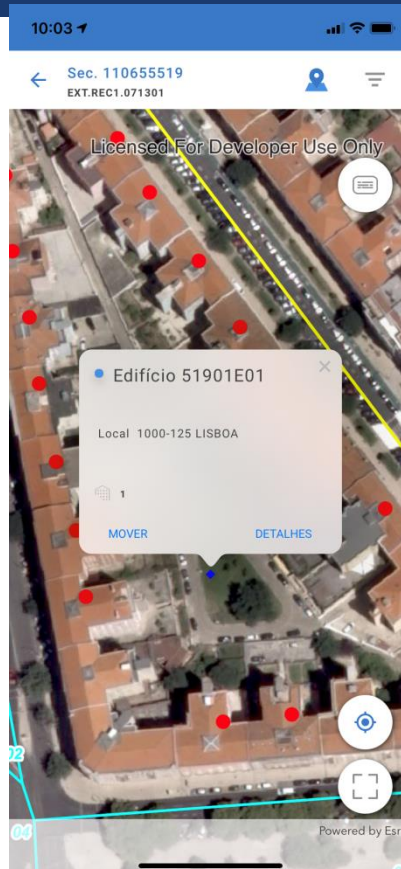 10:03
Sec. 110655519
EXT.REC1.071301
Licensed For Developer Use Only
Edifício 51901E01
Local 1000-125 LISBOA
1
MOVER
DETALHES
02
04
Powered by Esr